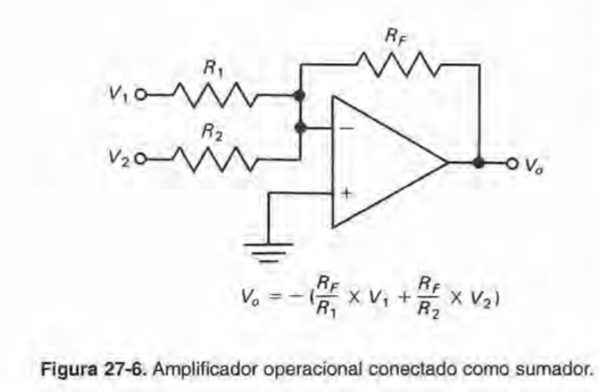 R_F
R_1
V_1
R_2
V_2
−
+
V_o
V_o = − (R_F/R_1 × V_1 + R_F/R_2 × V_2)
Figura 27-6. Amplificador operacional conectado como sumador.